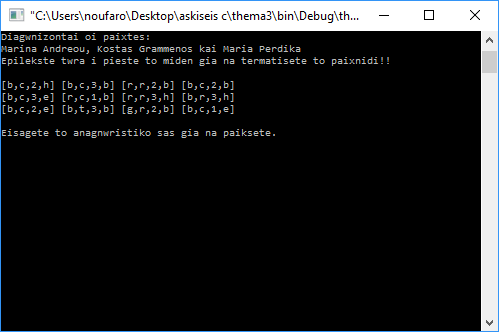 "C:\Users\noufaro\Desktop\askiseis c\thema3\bin\Debug\th...
Diagwnizontai oi paixtes:
Marina Andreou, Kostas Grammenos kai Maria Perdika
Epilekste twra i pieste to miden gia na termatisete to paixnidi!!
[b,c,2,h] [b,c,3,b] [r,r,2,b] [b,c,2,b]
[b,c,3,e] [r,c,1,b] [r,r,3,h] [b,r,3,h]
[b,c,2,e] [b,t,3,b] [g,r,2,b] [b,c,1,e]
Eisagete to anagnwristiko sas gia na paiksete.